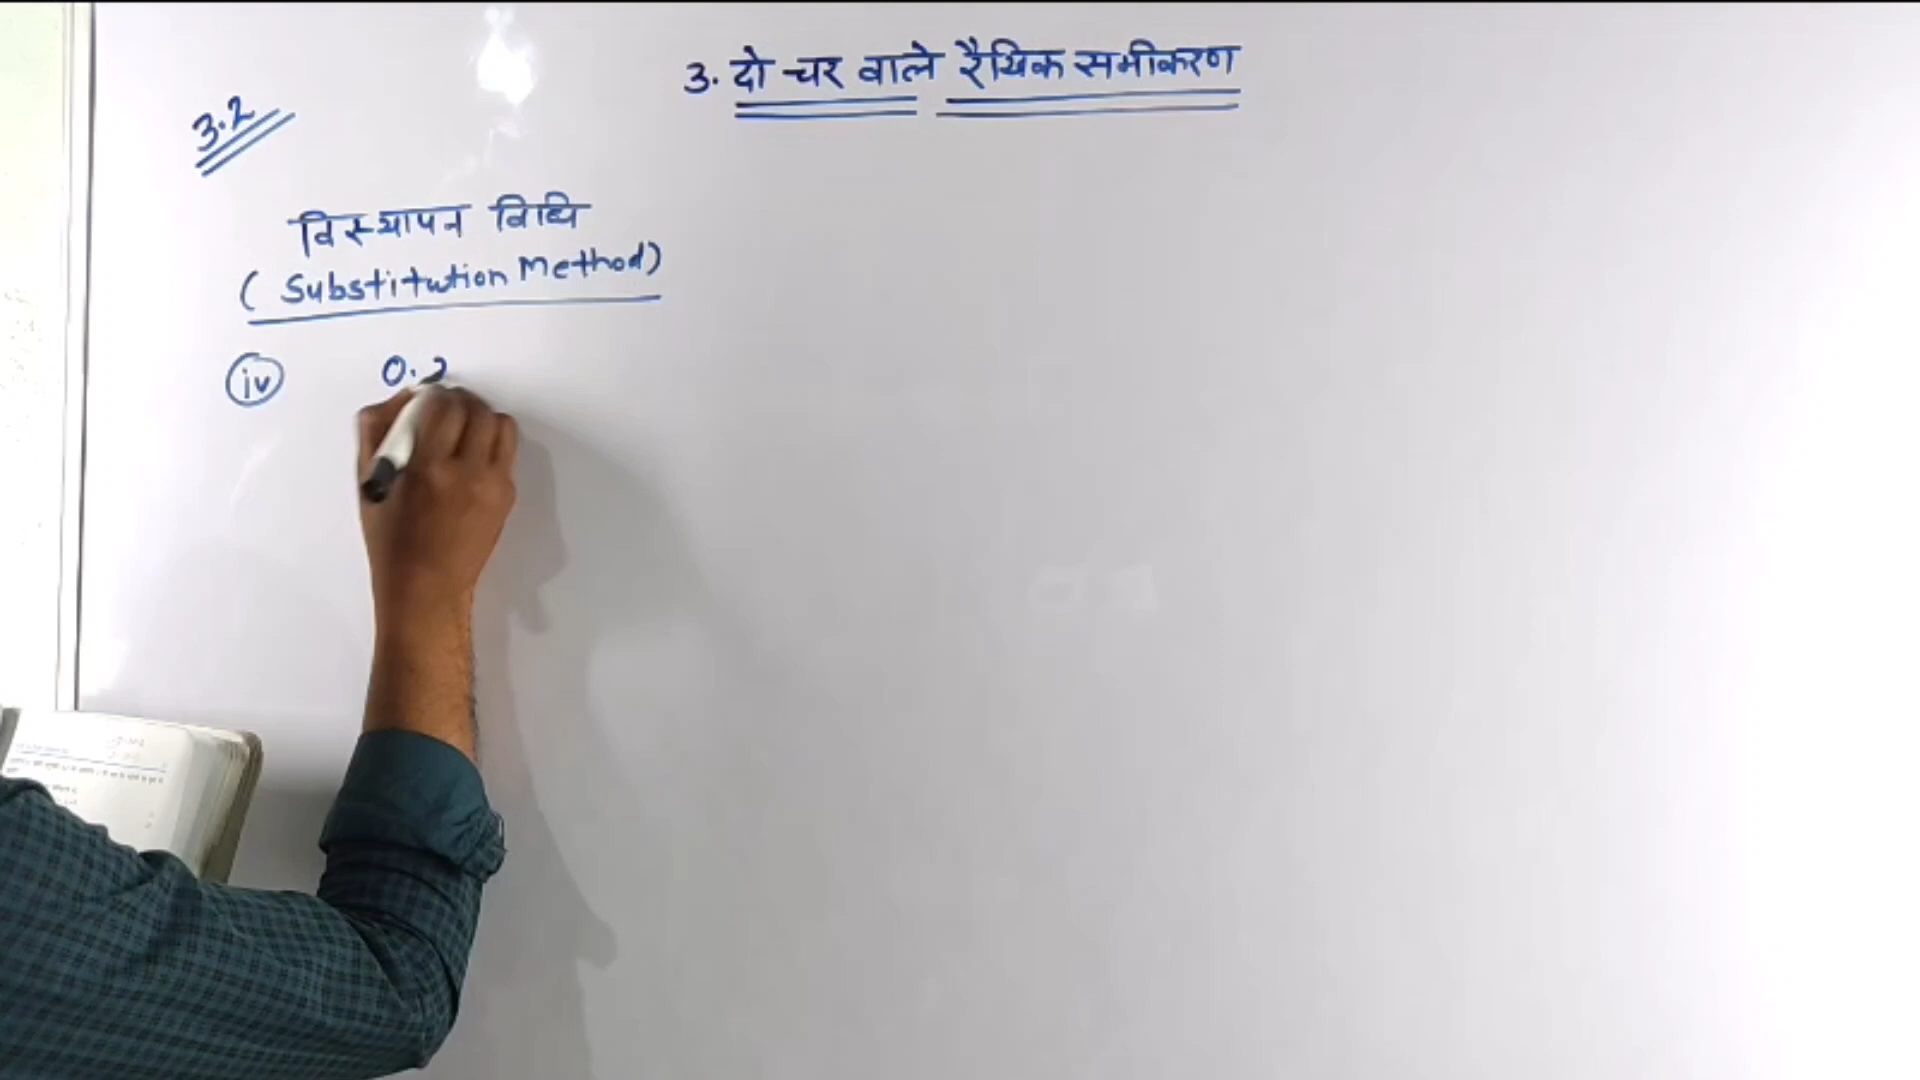 3. दो चर वाले रैखिक समीकरण
3.2
विस्थापन विधि
(Substitution Method)
iv 0.2